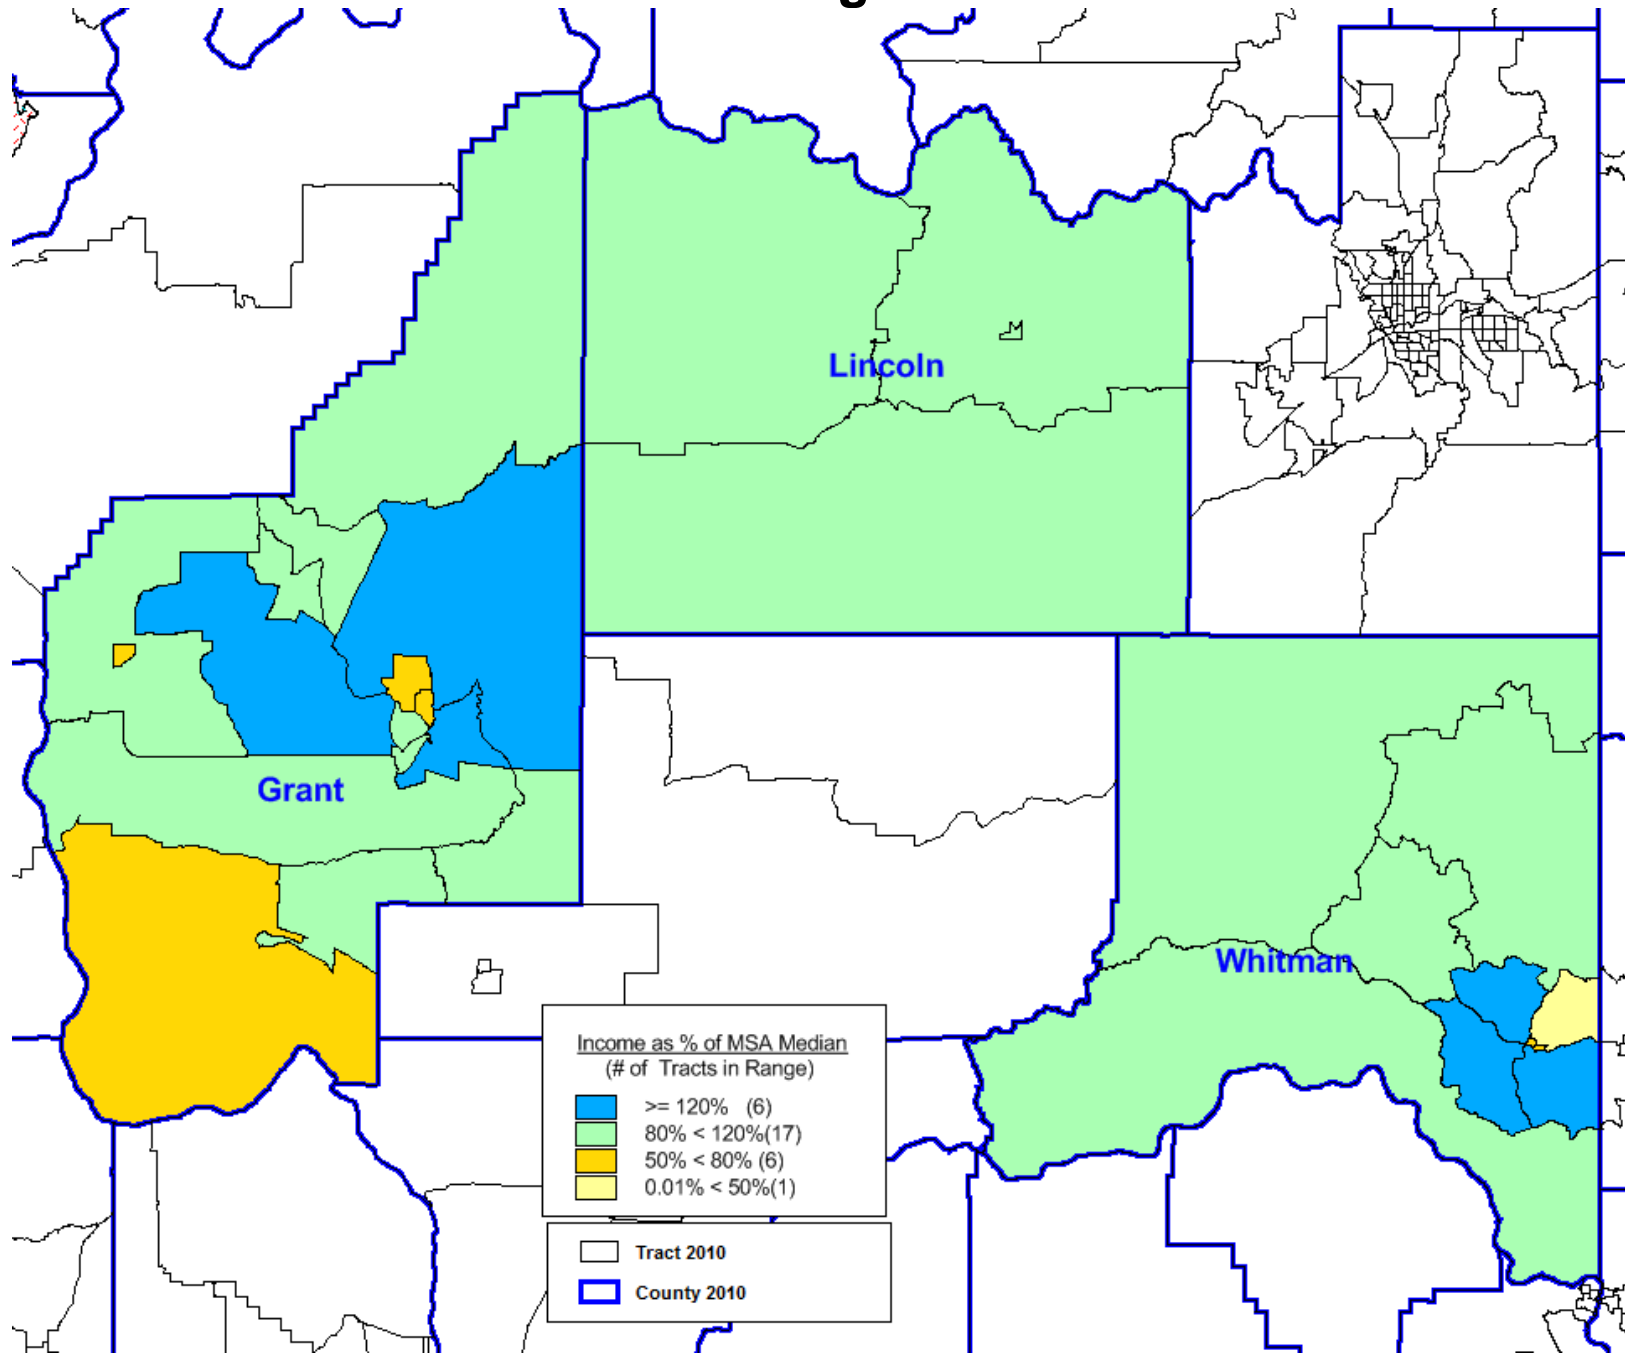 g
Lincoln
Grant
Whitman
Income as % of MSA Median
(# of Tracts in Range)
>= 120% (6)
80% < 120%(17)
50% < 80% (6)
0.01% < 50%(1)
Tract 2010
County 2010